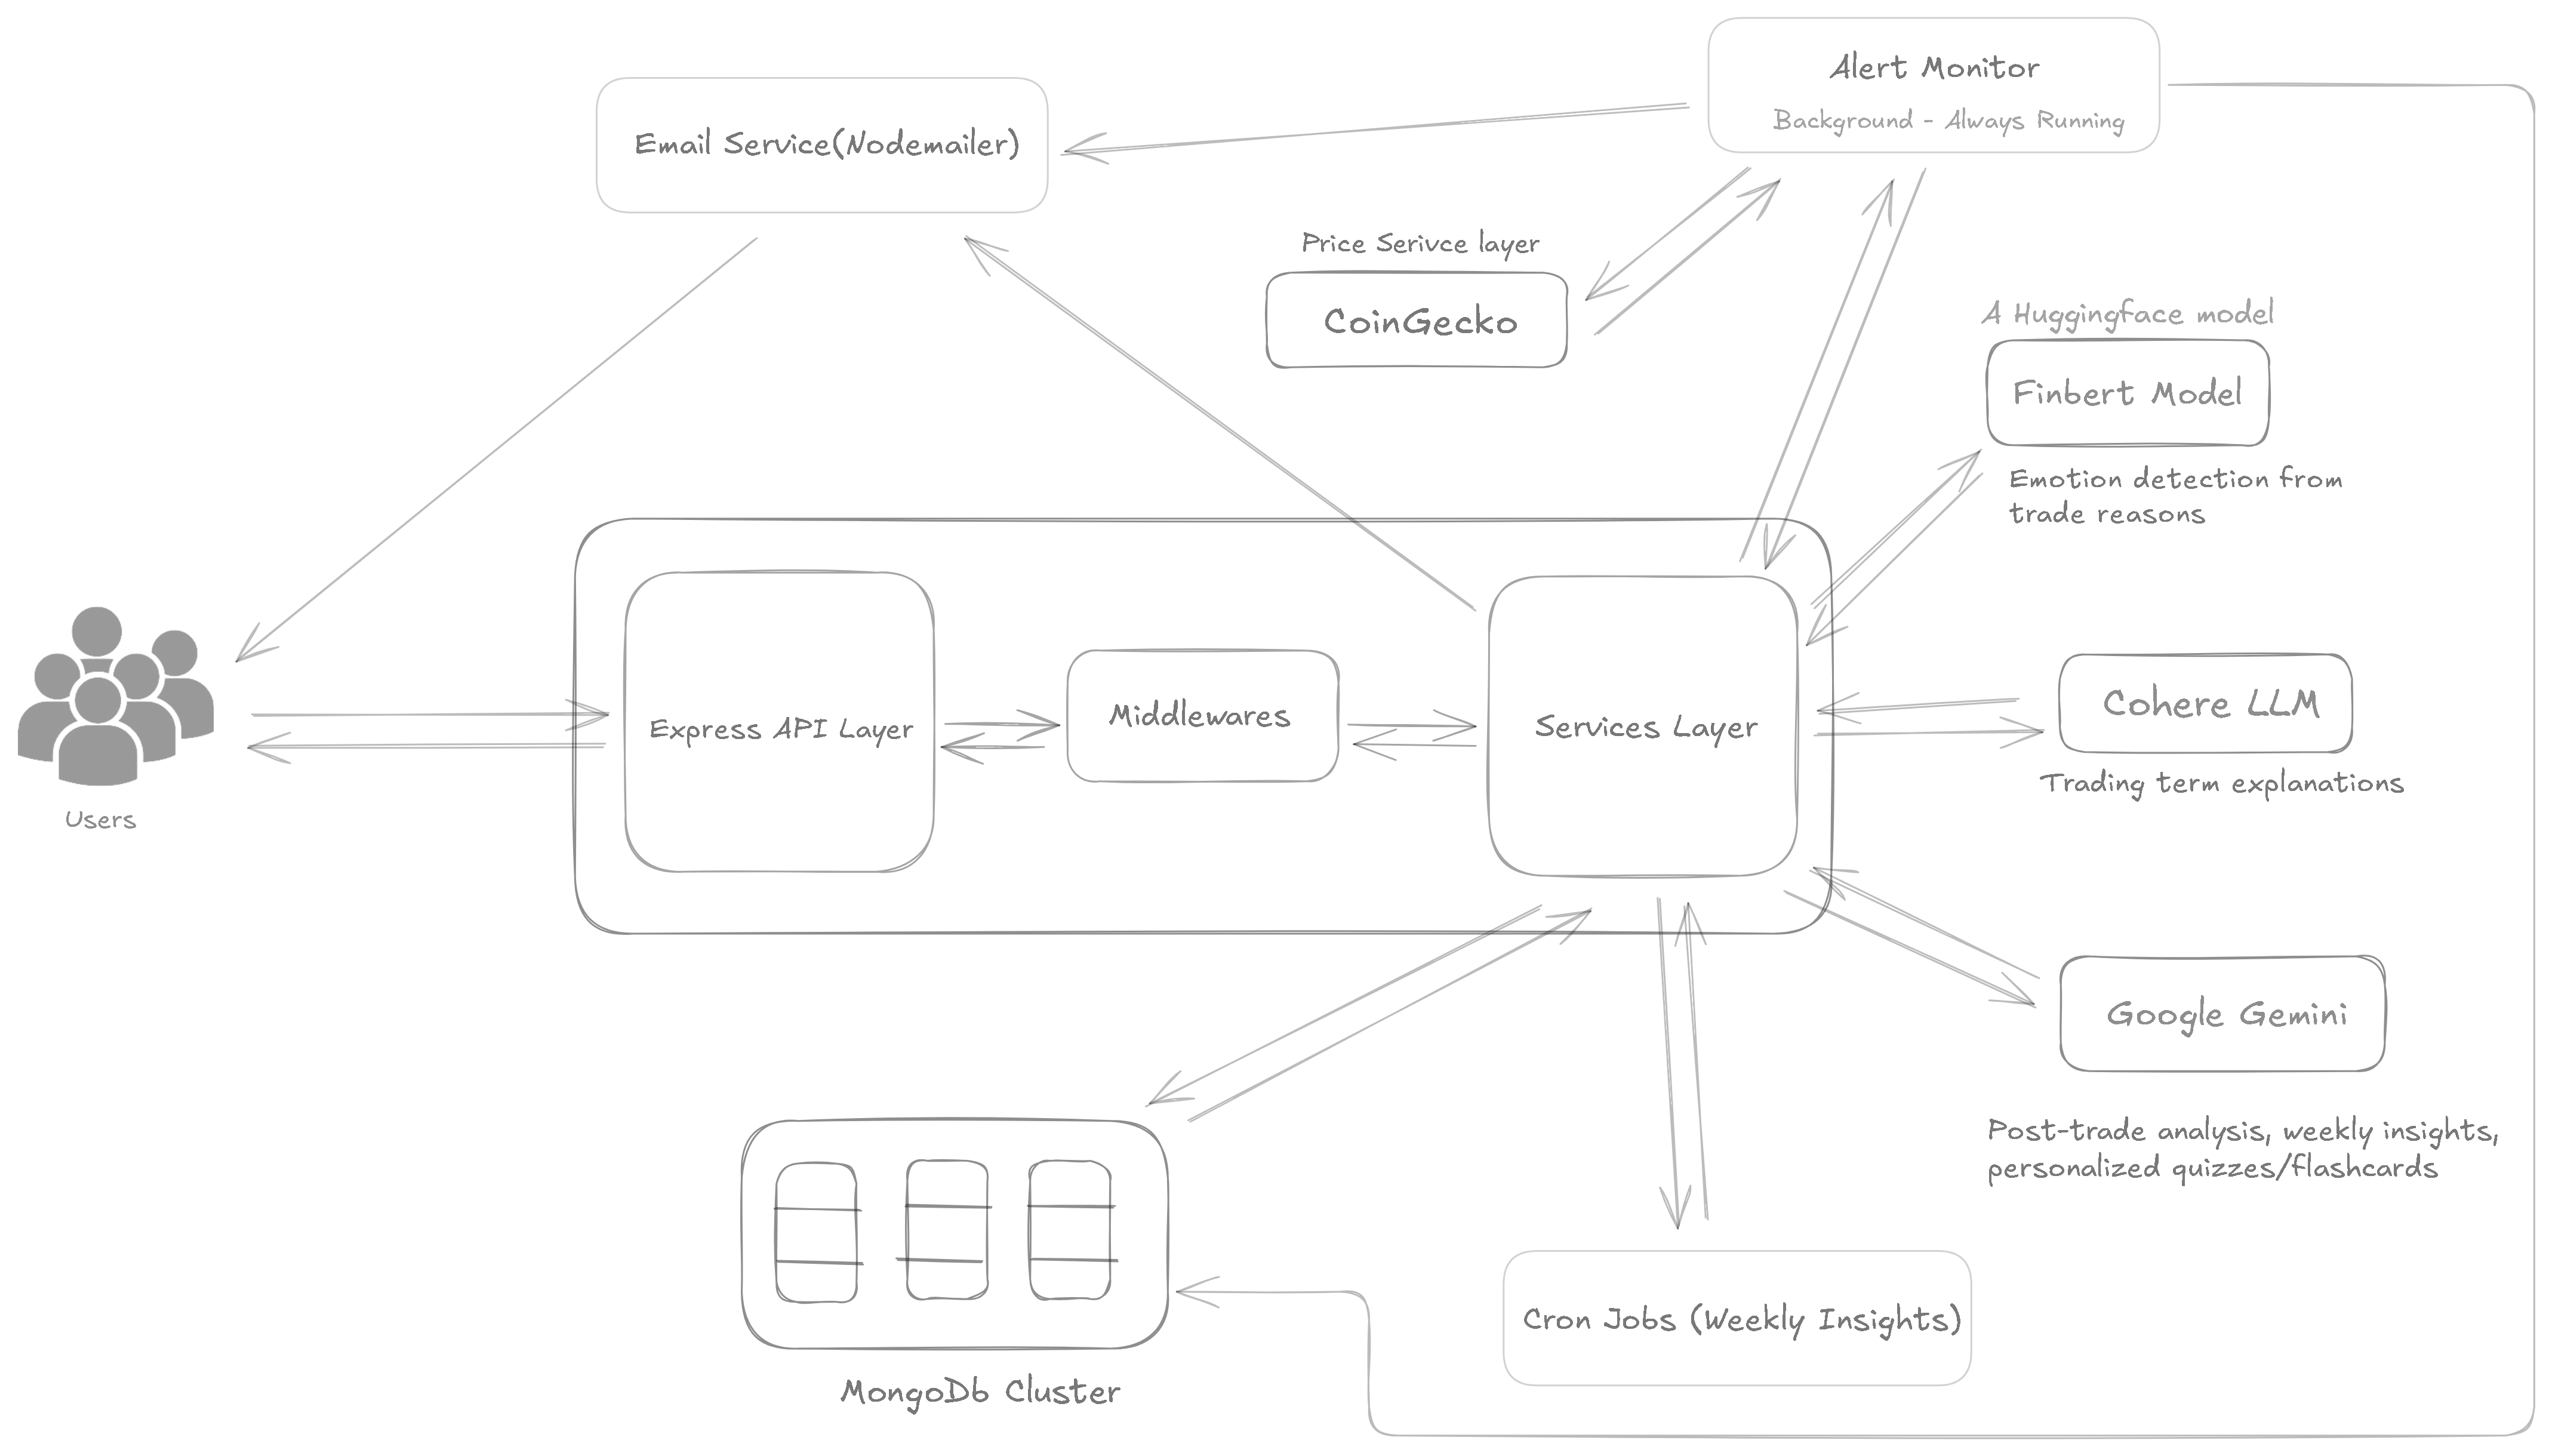 Alert Monitor
Background - Always Running
Email Service(Nodemailer)
Price Serivce layer
CoinGecko
A Huggingface model
Finbert Model
Emotion detection from
trade reasons
Express API Layer
Middlewares
Services Layer
Cohere LLM
Trading term explanations
Users
Google Gemini
Post-trade analysis, weekly insights,
personalized quizzes/flashcards
Cron Jobs (Weekly Insights)
MongoDb Cluster